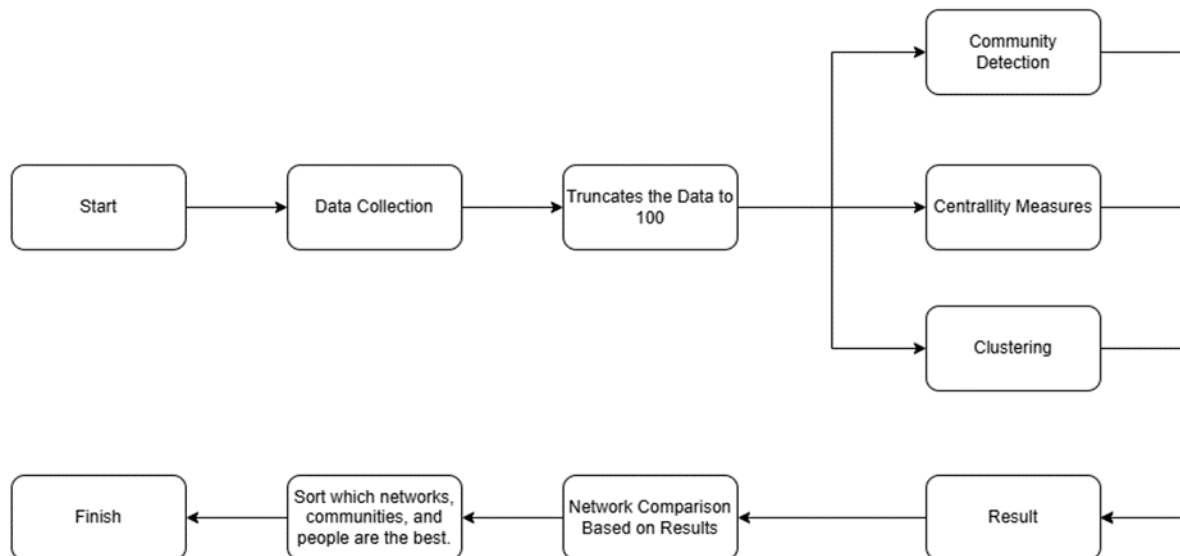 Community
Detection
Start
Data Collection
Truncates the Data to
100
Centrallity Measures
Clustering
Finish
Sort which networks,
communities, and
people are the best.
Network Comparison
Based on Results
Result